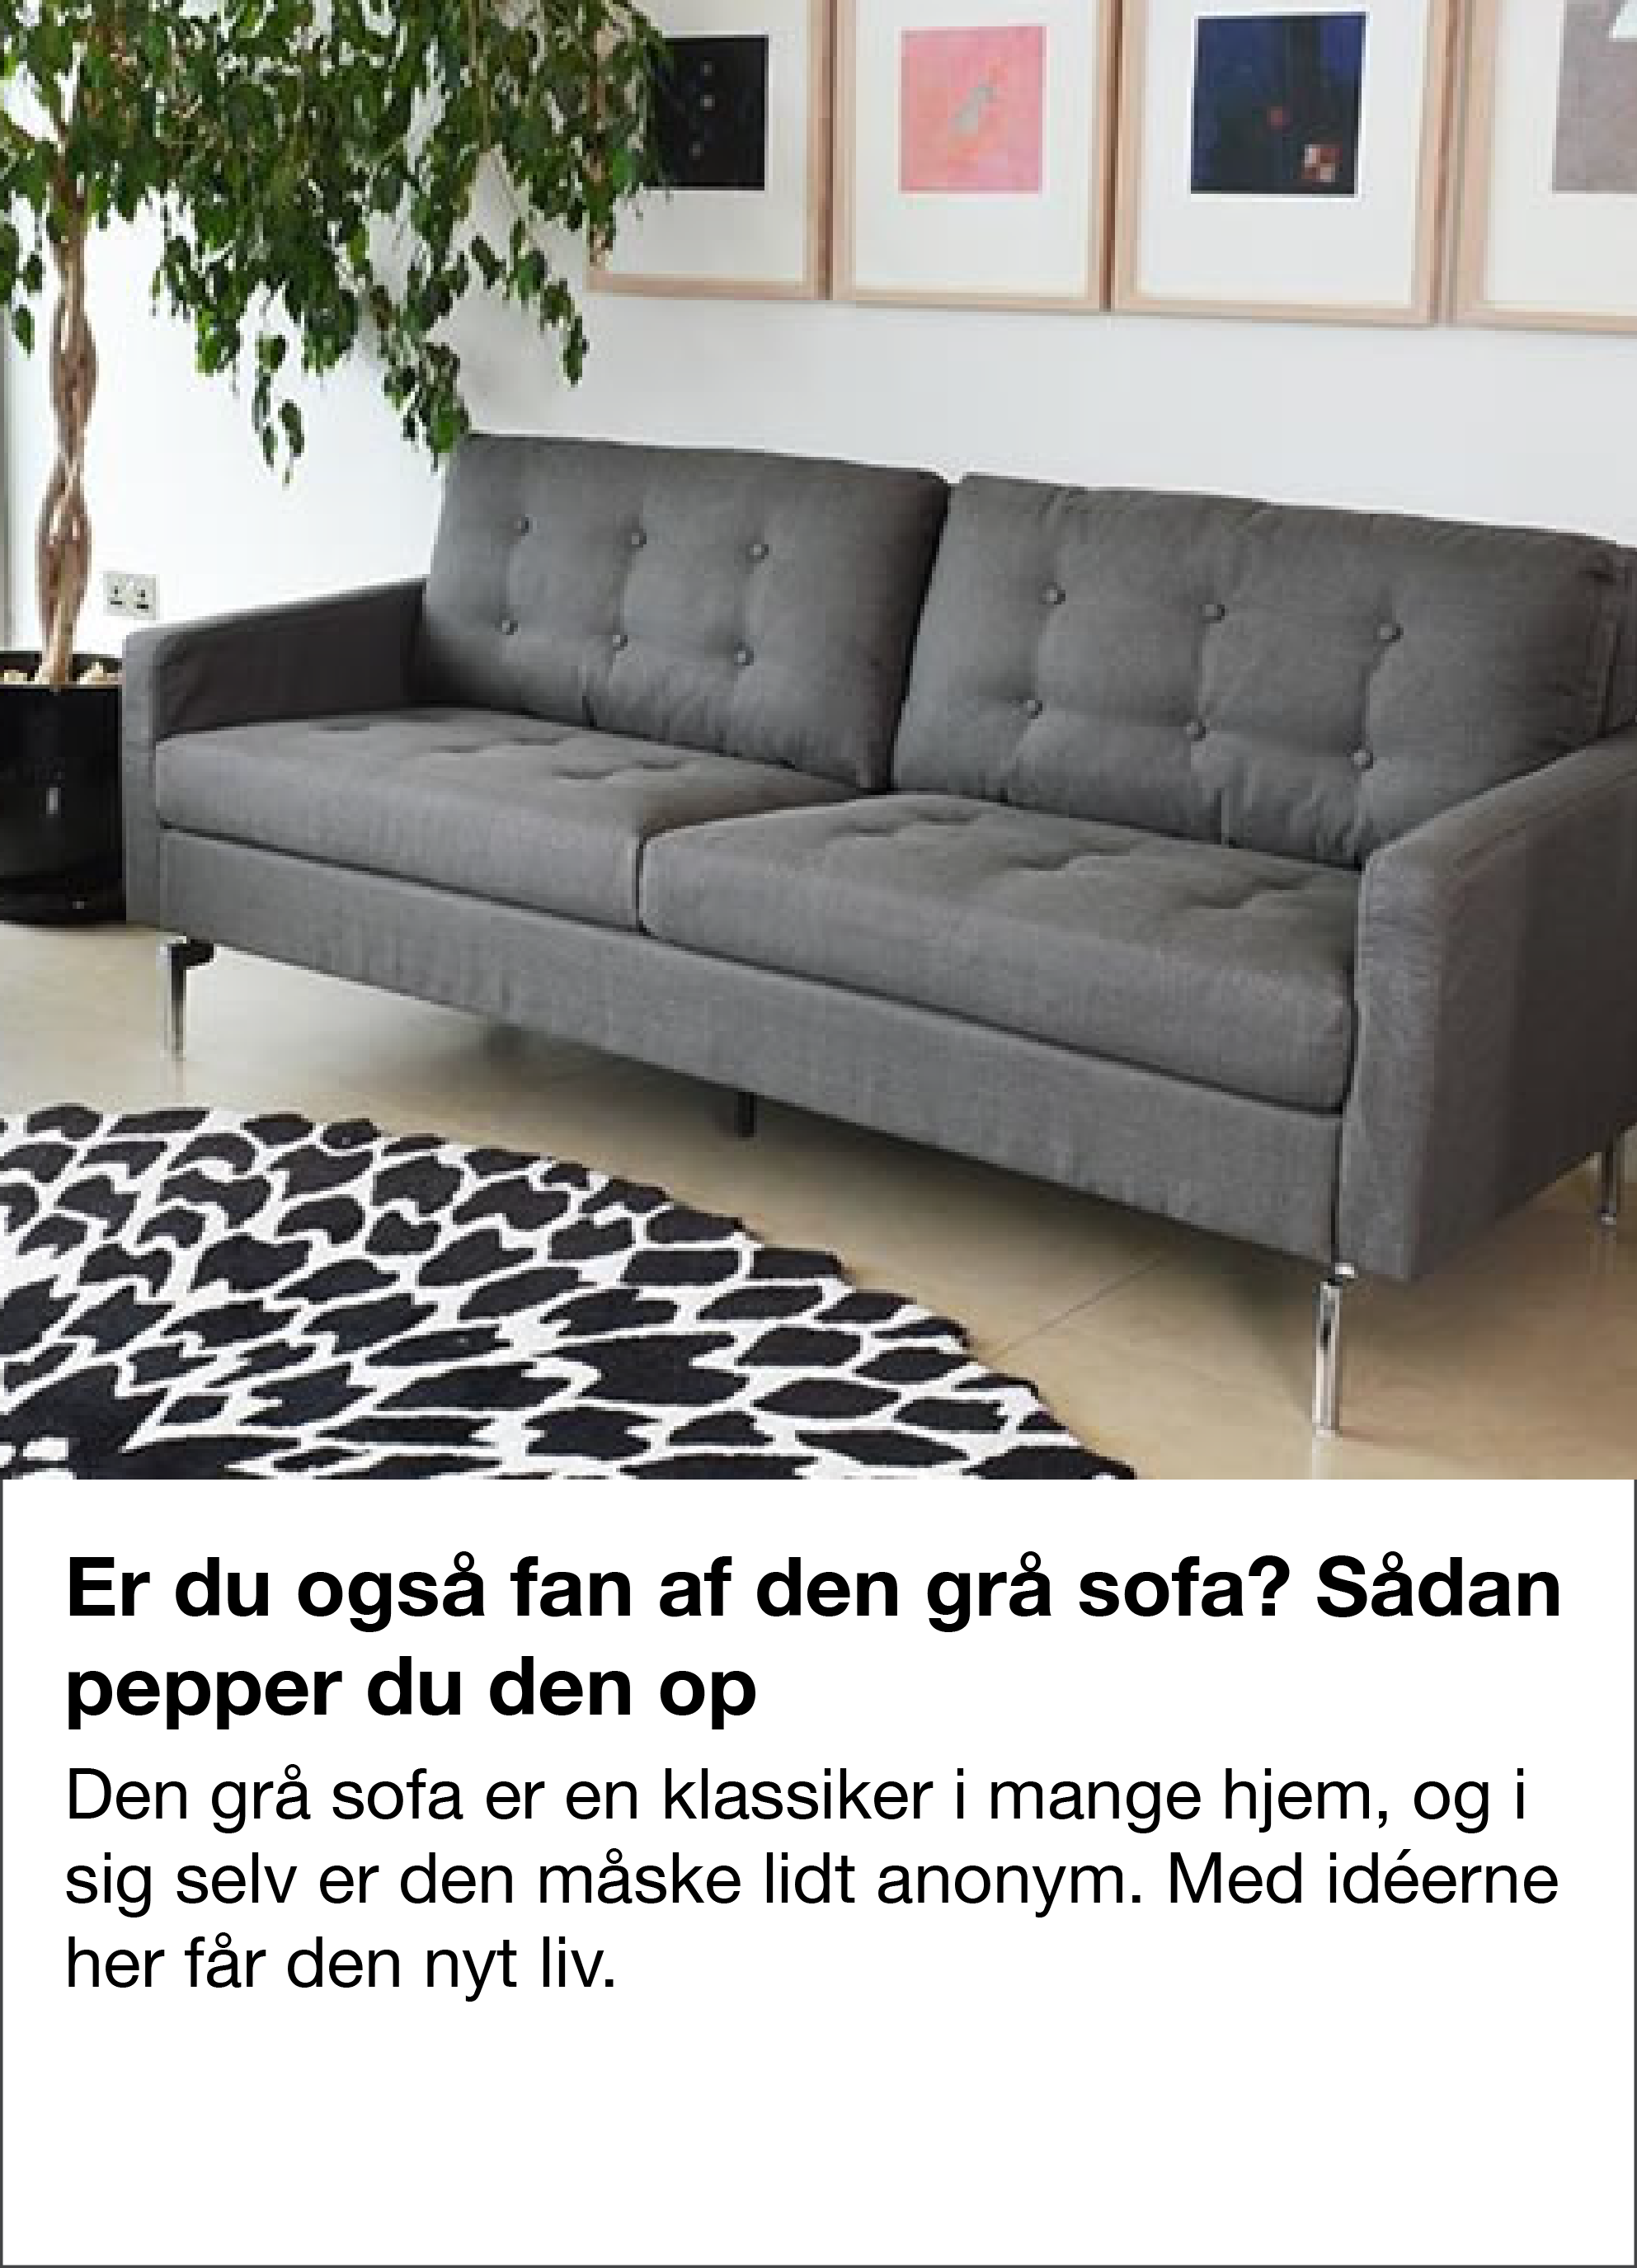 Er du også fan af den grå sofa? Sådan
pepper du den op
Den grå sofa er en klassiker i mange hjem, og i
sig selv er den måske lidt anonym. Med idéerne
her får den nyt liv.